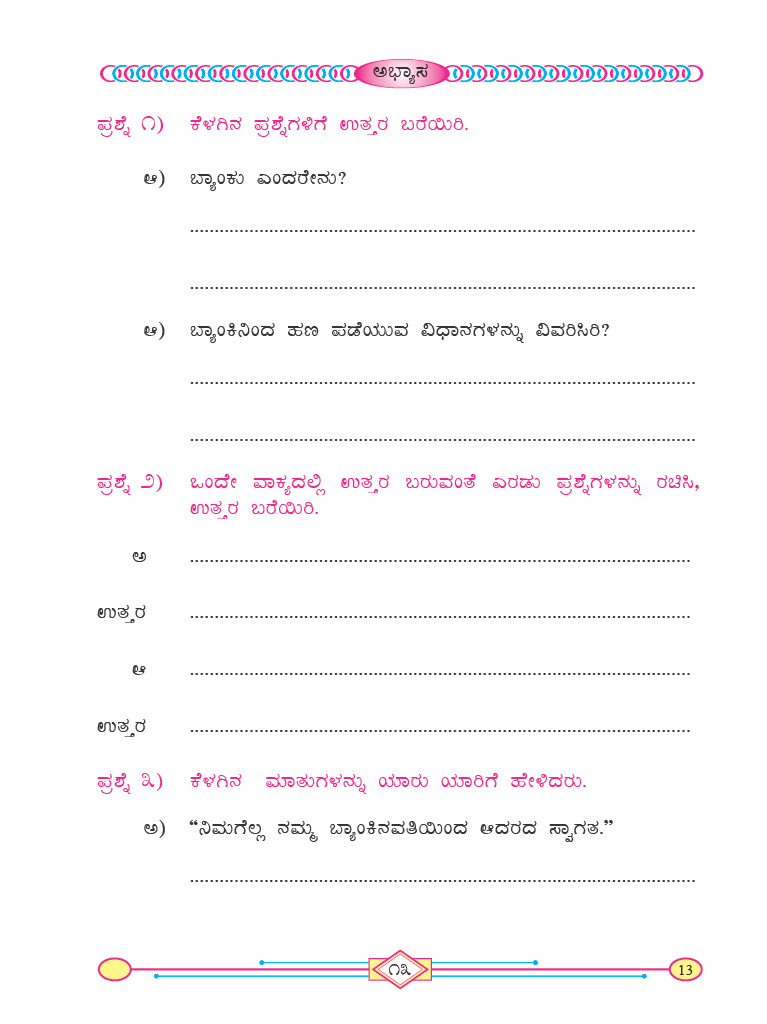 ಅಭ್ಯಾಸ
ಪ್ರಶ್ನೆ ೧) ಕೆಳಗಿನ ಪ್ರಶ್ನೆಗಳಿಗೆ ಉತ್ತರ ಬರೆಯಿರಿ.
ಆ) ಬ್ಯಾಂಕು ಎಂದರೇನು?
......................................................................................................
......................................................................................................
ಆ) ಬ್ಯಾಂಕಿನಿಂದ ಹಣ ಪಡೆಯುವ ವಿಧಾನಗಳನ್ನು ವಿವರಿಸಿರಿ?
......................................................................................................
......................................................................................................
ಪ್ರಶ್ನೆ ೨) ಒಂದೇ ವಾಕ್ಯದಲ್ಲಿ ಉತ್ತರ ಬರುವಂತೆ ಎರಡು ಪ್ರಶ್ನೆಗಳನ್ನು ರಚಿಸಿ,
ಉತ್ತರ ಬರೆಯಿರಿ.
ಅ .....................................................................................................
ಉತ್ತರ .....................................................................................................
ಆ .....................................................................................................
ಉತ್ತರ .....................................................................................................
ಪ್ರಶ್ನೆ ೩) ಕೆಳಗಿನ ಮಾತುಗಳನ್ನು ಯಾರು ಯಾರಿಗೆ ಹೇಳಿದರು.
ಅ) “ನಿಮಗೆಲ್ಲ ನಮ್ಮ ಬ್ಯಾಂಕಿನವತಿಯಿಂದ ಆದರದ ಸ್ವಾಗತ.”
......................................................................................................
೧೩
13